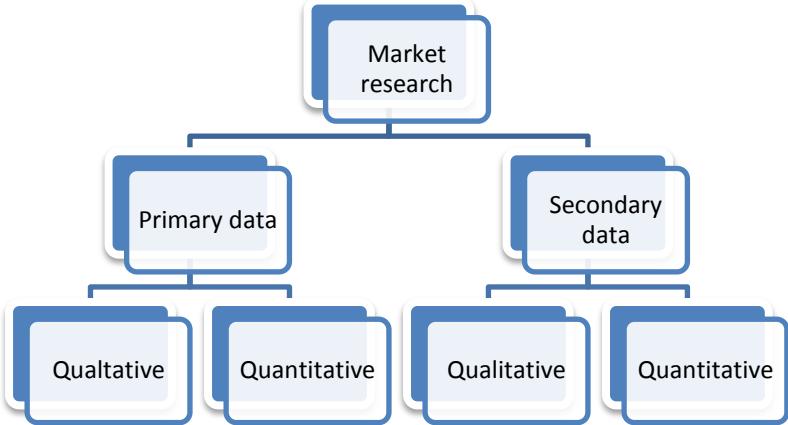 Market
research
Primary data
Secondary
data
Qualtative
Quantitative
Qualitative
Quantitative